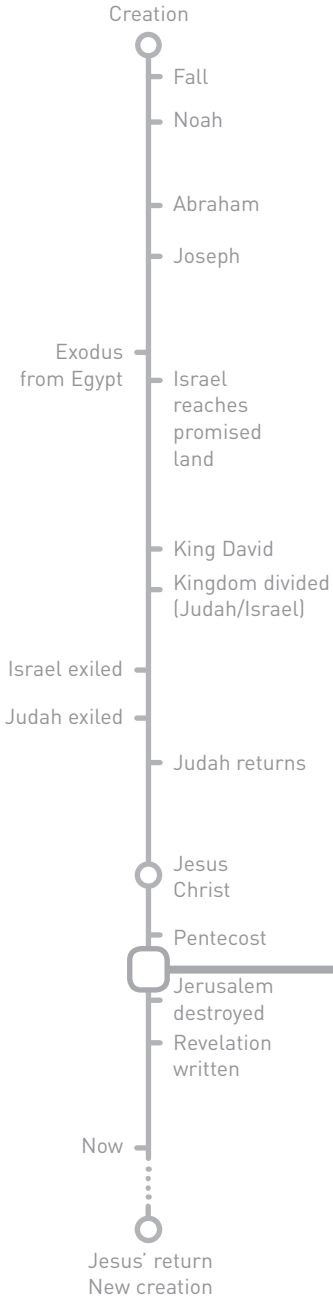 Creation
Fall
Noah
Abraham
Joseph
Exodus
from Egypt
Israel
reaches
promised
land
King David
Kingdom divided
(Judah/Israel)
Israel exiled
Judah exiled
Judah returns
Jesus
Christ
Pentecost
Jerusalem
destroyed
Revelation
written
Now
Jesus’ return
New creation